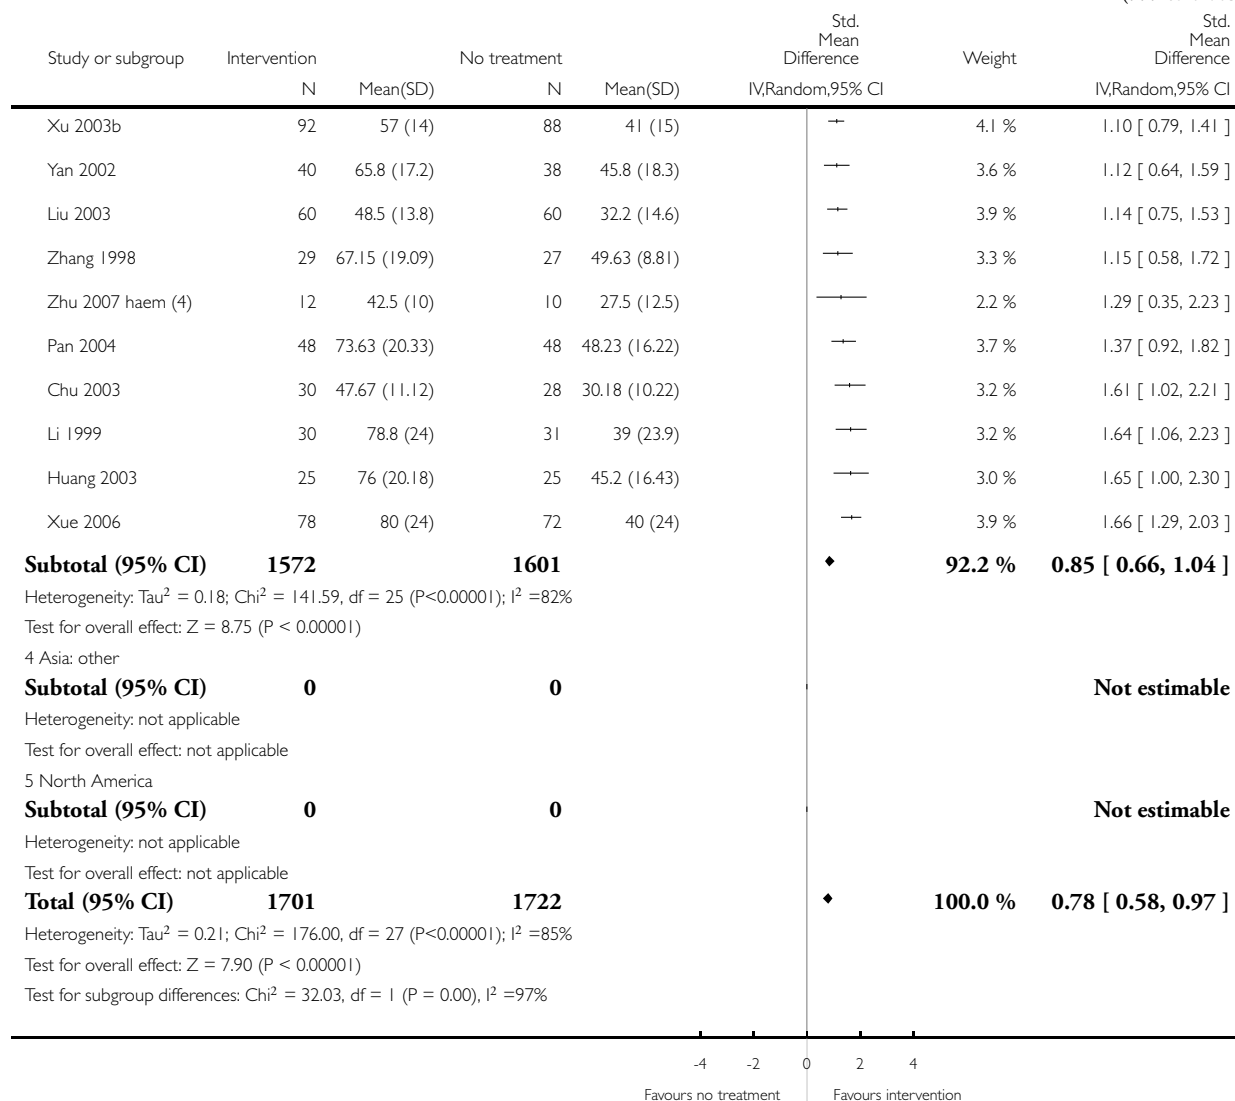 Std. Std.
Mean Mean
Study or subgroup Intervention No treatment Difference Weight Difference
N Mean(SD) N Mean(SD) IV,Random,95% CI IV,Random,95% CI
Xu 2003b 92 57 (14) 88 41 (15) 4.1 % 1.10 [ 0.79, 1.41 ]
Yan 2002 40 65.8 (17.2) 38 45.8 (18.3) 3.6 % 1.12 [ 0.64, 1.59 ]
Liu 2003 60 48.5 (13.8) 60 32.2 (14.6) 3.9 % 1.14 [ 0.75, 1.53 ]
Zhang 1998 29 67.15 (19.09) 27 49.63 (8.81) 3.3 % 1.15 [ 0.58, 1.72 ]
Zhu 2007 haem (4) 12 42.5 (10) 10 27.5 (12.5) 2.2 % 1.29 [ 0.35, 2.23 ]
Pan 2004 48 73.63 (20.33) 48 48.23 (16.22) 3.7 % 1.37 [ 0.92, 1.82 ]
Chu 2003 30 47.67 (11.12) 28 30.18 (10.22) 3.2 % 1.61 [ 1.02, 2.21 ]
Li 1999 30 78.8 (24) 31 39 (23.9) 3.2 % 1.64 [ 1.06, 2.23 ]
Huang 2003 25 76 (20.18) 25 45.2 (16.43) 3.0 % 1.65 [ 1.00, 2.30 ]
Xue 2006 78 80 (24) 72 40 (24) 3.9 % 1.66 [ 1.29, 2.03 ]
Subtotal (95% CI) 1572 1601 92.2 % 0.85 [ 0.66, 1.04 ]
Heterogeneity: Tau² = 0.18; Chi² = 141.59, df = 25 (P<0.00001); I² =82%
Test for overall effect: Z = 8.75 (P < 0.00001)
4 Asia: other
Subtotal (95% CI) 0 0 Not estimable
Heterogeneity: not applicable
Test for overall effect: not applicable
5 North America
Subtotal (95% CI) 0 0 Not estimable
Heterogeneity: not applicable
Test for overall effect: not applicable
Total (95% CI) 1701 1722 100.0 % 0.78 [ 0.58, 0.97 ]
Heterogeneity: Tau² = 0.21; Chi² = 176.00, df = 27 (P<0.00001); I² =85%
Test for overall effect: Z = 7.90 (P < 0.00001)
Test for subgroup differences: Chi² = 32.03, df = 1 (P = 0.00), I² =97%
-4 -2 0 2 4
Favours no treatment Favours intervention